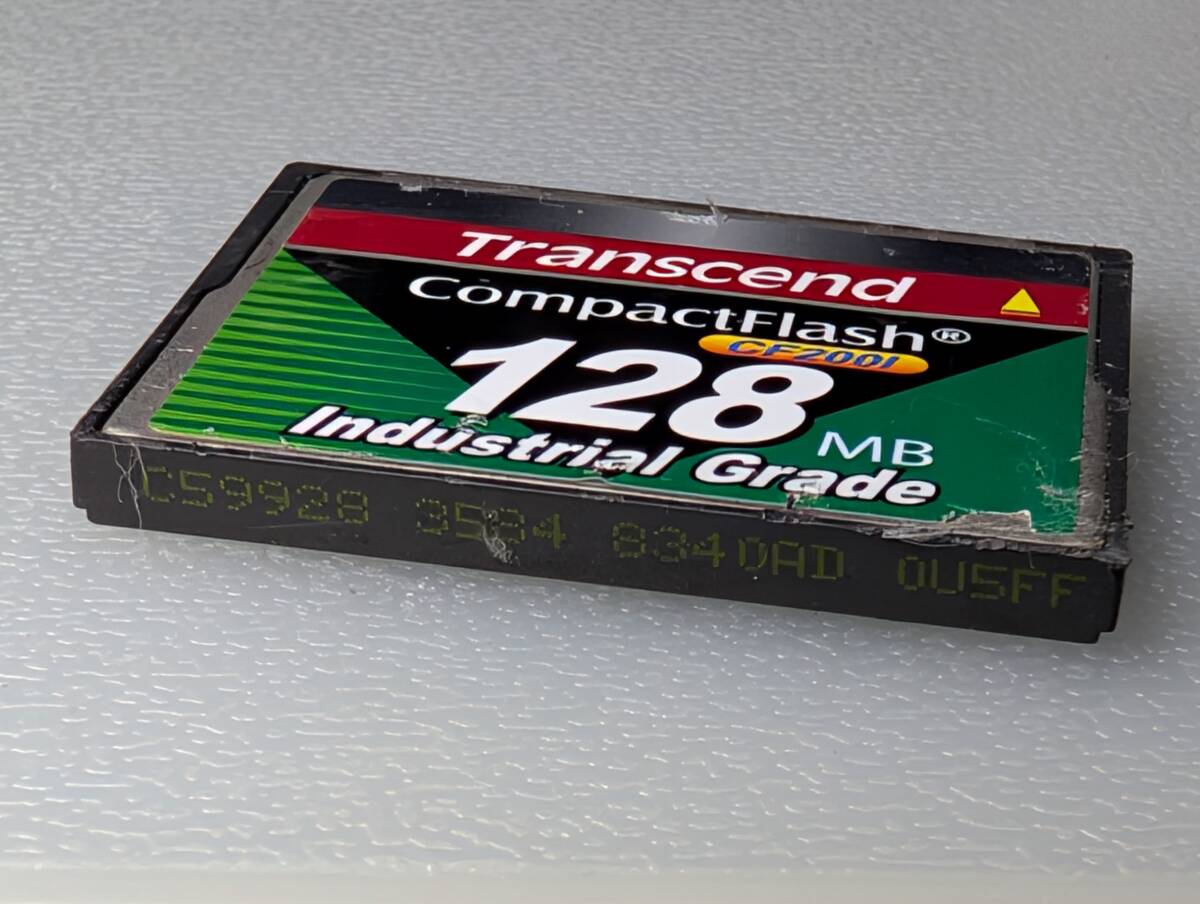 Transcend
CompactFlash®
CF200I
128 MB
Industrial Grade
C59928 3584 834DAD 0U5FF